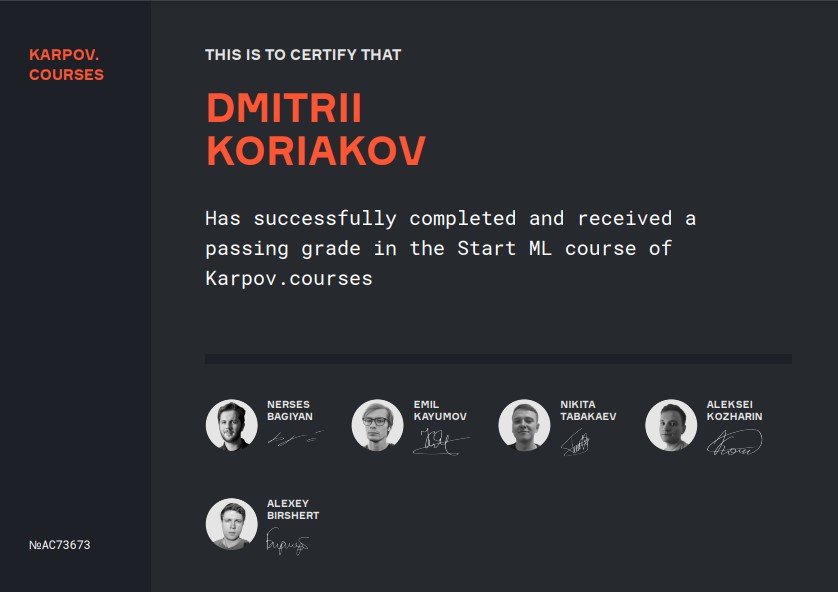 KARPOV.
COURSES
THIS IS TO CERTIFY THAT
DMITRII
KORIAKOV
Has successfully completed and received a
passing grade in the Start ML course of
Karpov.courses
NERSES
BAGIYAN
EMIL
KAYUMOV
NIKITA
TABAKAEV
ALEKSEI
KOZHARIN
ALEXEY
BIRSHERT
№AC73673